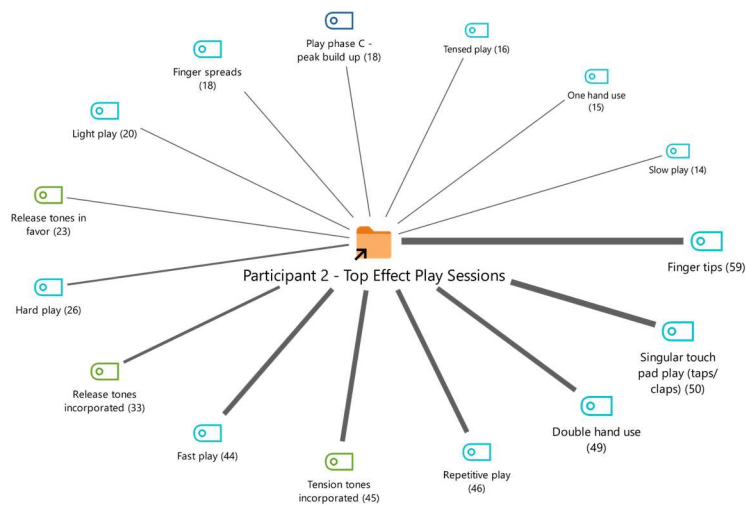 Play phase C -
peak build up (18)
Tensed play (16)
Finger spreads
(18)
One hand use
(15)
Light play (20)
Slow play (14)
Release tones in
favor (23)
Finger tips (59)
Participant 2 - Top Effect Play Sessions
Hard play (26)
Singular touch
pad play (taps/
claps) (50)
Release tones
incorporated (33)
Double hand use
(49)
Fast play (44)
Repetitive play
(46)
Tension tones
incorporated (45)